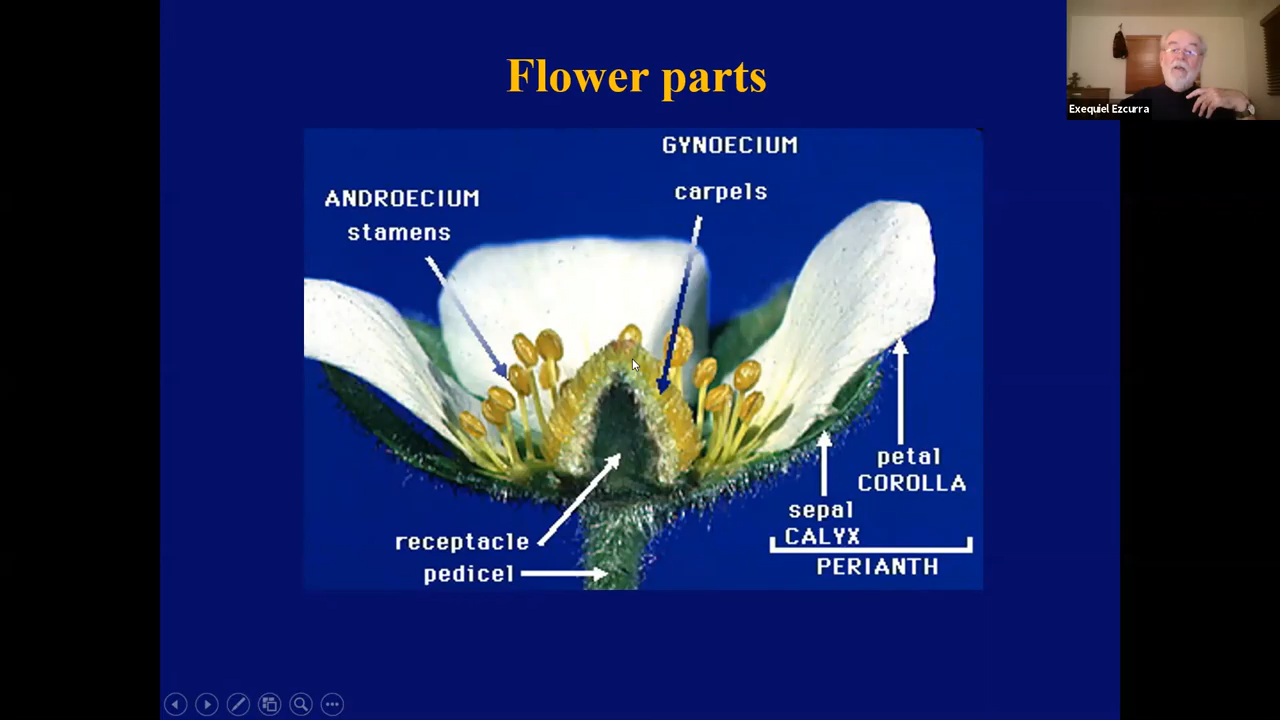 Flower parts
Exequiel Ezcurra
GYNOECIUM
carpels
ANDROECIUM
stamens
petal
COROLLA
sepal
CALYX
PERIANTH
receptacle
pedicel